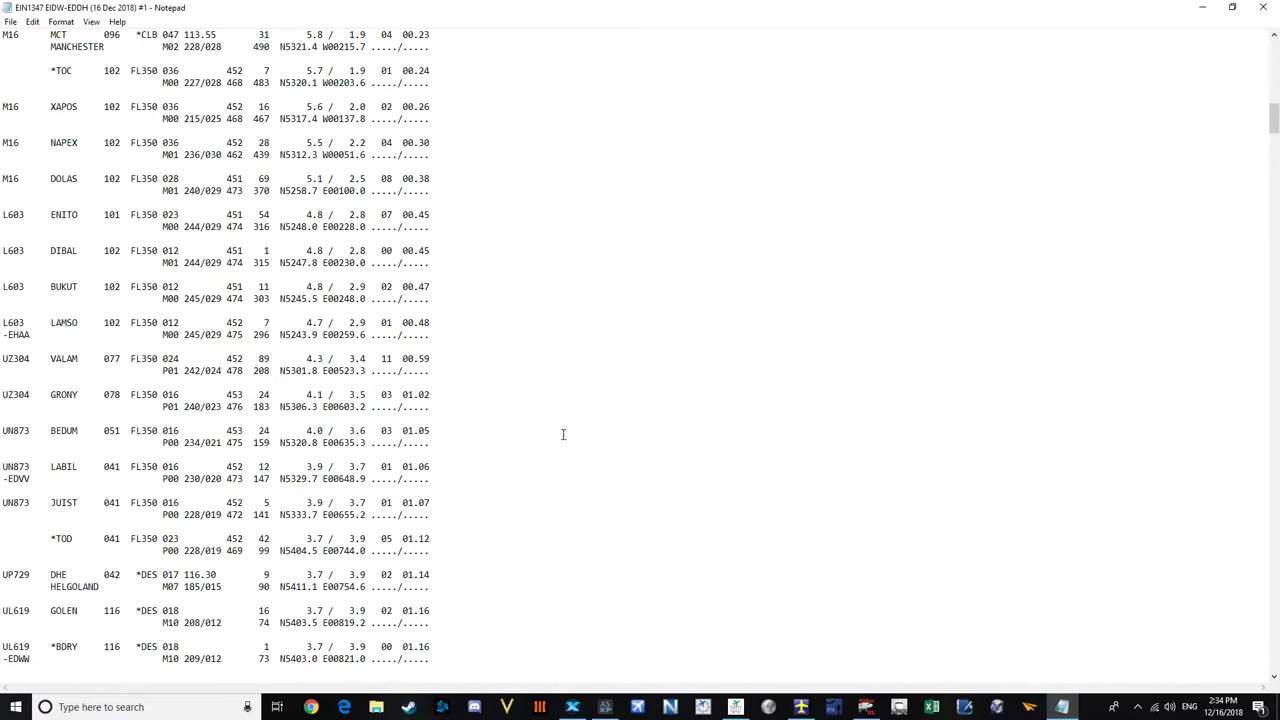 EIN1347 EIDW-EDDH (16 Dec 2018) #1 - Notepad
File Edit Format View Help
M16 MCT 096 *CLB 047 113.55 31 5.8 / 1.9 04 00.23
MANCHESTER M02 228/028 490 N5321.4 W00215.7 ...../.....
*TOC 102 FL350 036 452 7 5.7 / 1.9 01 00.24
M00 227/028 468 483 N5320.1 W00203.6 ...../.....
M16 XAPOS 102 FL350 036 452 16 5.6 / 2.0 02 00.26
M00 215/025 468 467 N5317.4 W00137.8 ...../.....
M16 NAPEX 102 FL350 036 452 28 5.5 / 2.2 04 00.30
M01 236/030 462 439 N5312.3 W00051.6 ...../.....
M16 DOLAS 102 FL350 028 451 69 5.1 / 2.5 08 00.38
M01 240/029 473 370 N5258.7 E00100.0 ...../.....
L603 ENITO 101 FL350 023 451 54 4.8 / 2.8 07 00.45
M00 244/029 474 316 N5248.0 E00228.0 ...../.....
L603 DIBAL 102 FL350 012 451 1 4.8 / 2.8 00 00.45
M01 244/029 474 315 N5247.8 E00230.0 ...../.....
L603 BUKUT 102 FL350 012 451 11 4.8 / 2.9 02 00.47
M00 245/029 474 303 N5245.5 E00248.0 ...../.....
L603 LAMSO 102 FL350 012 452 7 4.7 / 2.9 01 00.48
-EHAA M00 245/029 475 296 N5243.9 E00259.6 ...../.....
UZ304 VALAM 077 FL350 024 452 89 4.3 / 3.4 11 00.59
P01 242/024 478 208 N5301.8 E00523.3 ...../.....
UZ304 GRONY 078 FL350 016 453 24 4.1 / 3.5 03 01.02
P01 240/023 476 183 N5306.3 E00603.2 ...../.....
UN873 BEDUM 051 FL350 016 453 24 4.0 / 3.6 03 01.05
P00 234/021 475 159 N5320.8 E00635.3 ...../.....
UN873 LABIL 041 FL350 016 452 12 3.9 / 3.7 01 01.06
-EDVV P00 230/020 473 147 N5329.7 E00648.9 ...../.....
UN873 JUIST 041 FL350 016 452 5 3.9 / 3.7 01 01.07
P00 228/019 472 141 N5333.7 E00655.2 ...../.....
*TOD 041 FL350 023 452 42 3.7 / 3.9 05 01.12
P00 228/019 469 99 N5404.5 E00744.0 ...../.....
UP729 DHE 042 *DES 017 116.30 9 3.7 / 3.9 02 01.14
HELGOLAND M07 185/015 90 N5411.1 E00754.6 ...../.....
UL619 GOLEN 116 *DES 018 16 3.7 / 3.9 02 01.16
M10 208/012 74 N5403.5 E00819.2 ...../.....
UL619 *BDRY 116 *DES 018 1 3.7 / 3.9 00 01.16
-EDWW M10 209/012 73 N5403.0 E00821.0 ...../.....
Type here to search
ENG
2:34 PM
12/16/2018